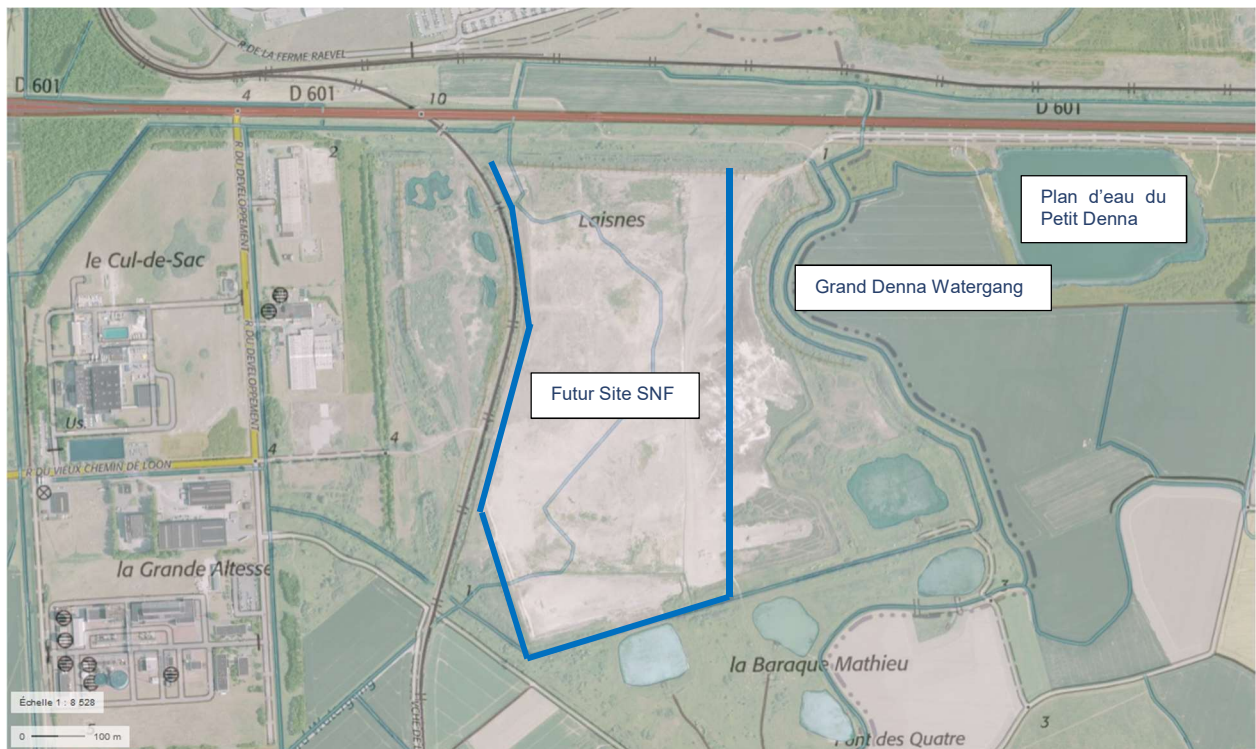 R DE LA FERME RAEVEL
D 601
4
D 601
10
D 601
2
1
R DU DÉVELOPPEMENT
Plan d'eau du
Petit Denna
Laisnes
le Cul-de-Sac
Grand Denna Watergang
R DU DÉVELOPPEMENT
Futur Site SNF
Us.
4
4
R DU VIEUX CHEMIN DE LOON
la Grande Altesse
1
3
la Baraque Mathieu
Échelle 1 : 8 528
3
0
100 m
Pont des Quatre